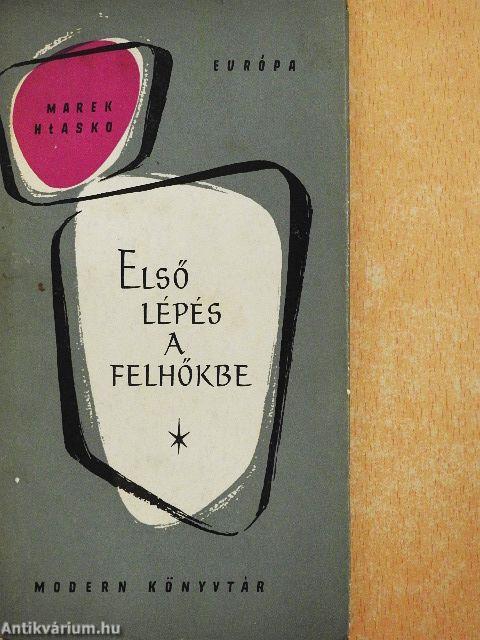 EURÓPA
MAREK
HŁASKO
ELSŐ
LÉPÉS
A
FELHŐKBE
MODERN KÖNYVTÁR
Antikvárium.hu